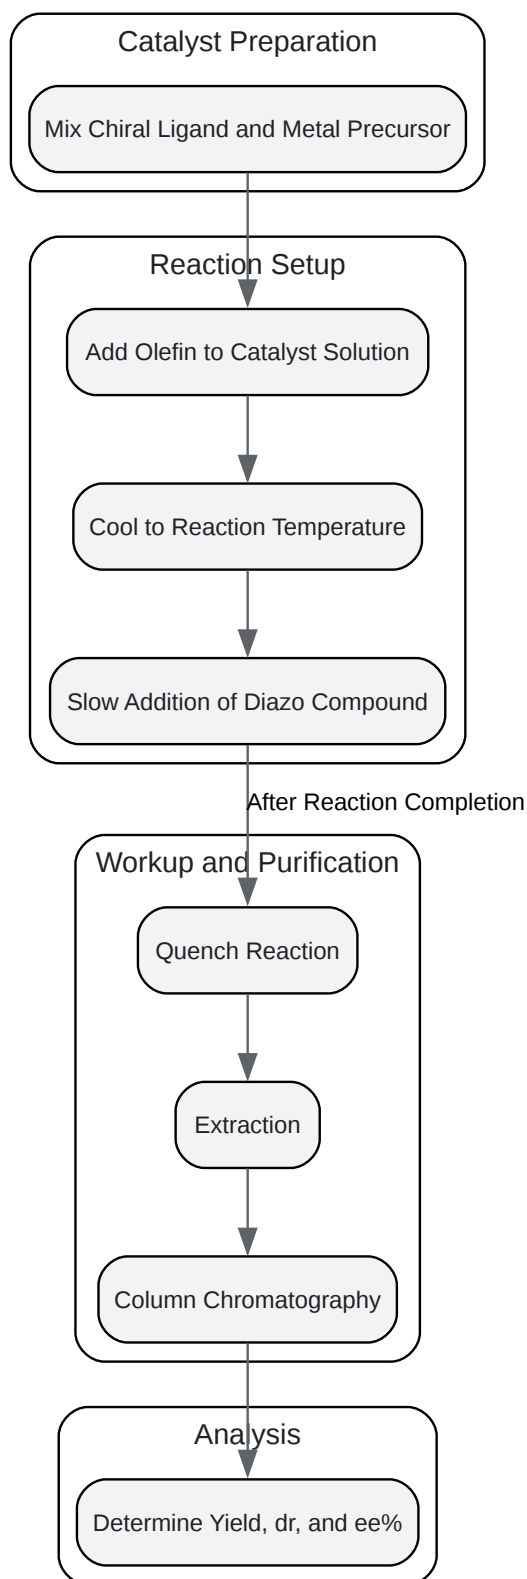 Catalyst Preparation
Mix Chiral Ligand and Metal Precursor
Reaction Setup
Add Olefin to Catalyst Solution
Cool to Reaction Temperature
Slow Addition of Diazo Compound
After Reaction Completion
Workup and Purification
Quench Reaction
Extraction
Column Chromatography
Analysis
Determine Yield, dr, and ee%